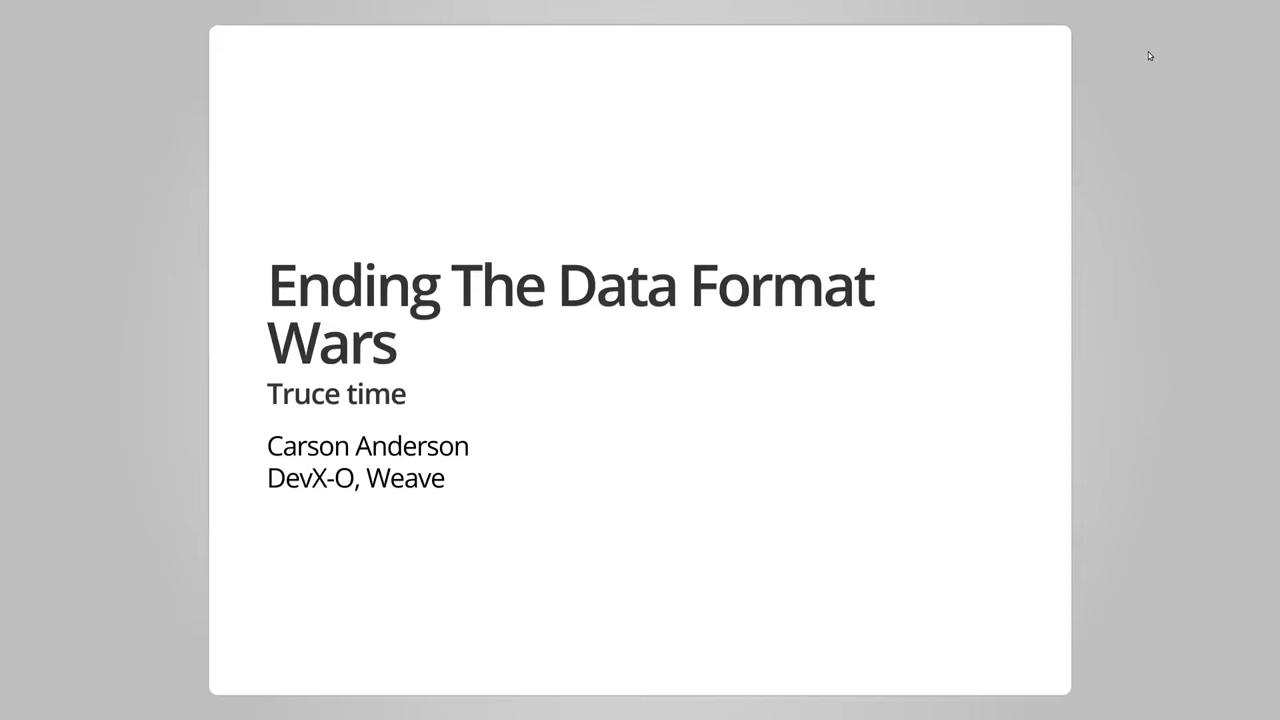 Ending The Data Format
Wars
Truce time
Carson Anderson
DevX-O, Weave